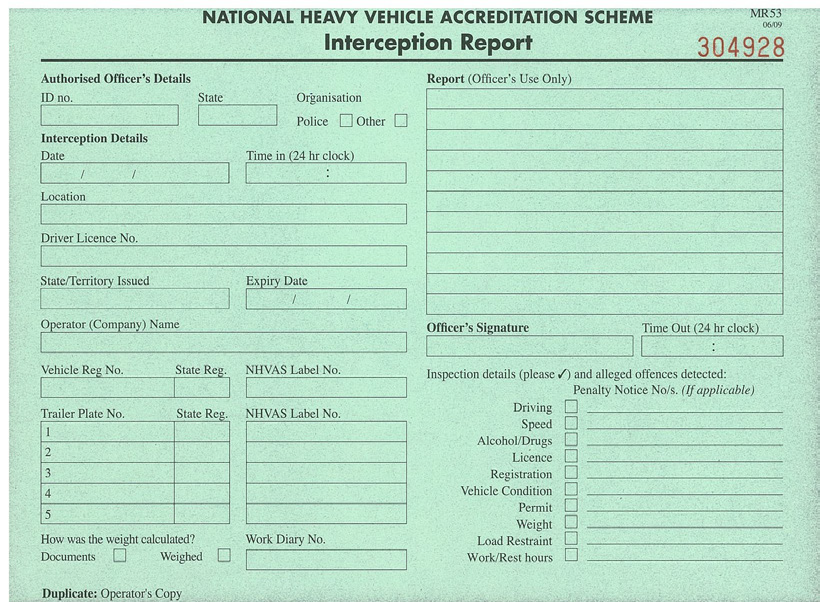 NATIONAL HEAVY VEHICLE ACCREDITATION SCHEME
MR53
06/09
Interception Report
304928
Authorised Officer's Details
ID no. State Organisation
Police Other
Interception Details
Date Time in (24 hr clock)
/ / :
Location
Driver Licence No.
State/Territory Issued Expiry Date
/ /
Operator (Company) Name
Vehicle Reg No. State Reg. NHVAS Label No.
Trailer Plate No. State Reg. NHVAS Label No.
1
2
3
4
5
How was the weight calculated? Work Diary No.
Documents Weighed
Duplicate: Operator's Copy
Report (Officer's Use Only)
Officer's Signature Time Out (24 hr clock)
:
Inspection details (please ✓) and alleged offences detected:
Penalty Notice No/s. (If applicable)
Driving
Speed
Alcohol/Drugs
Licence
Registration
Vehicle Condition
Permit
Weight
Load Restraint
Work/Rest hours